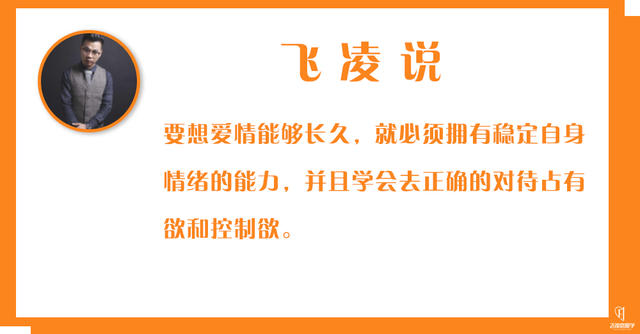 飞凌说
要想爱情能够长久，就必须拥有稳定自身
情绪的能力，并且学会去正确的对待占有
欲和控制欲。